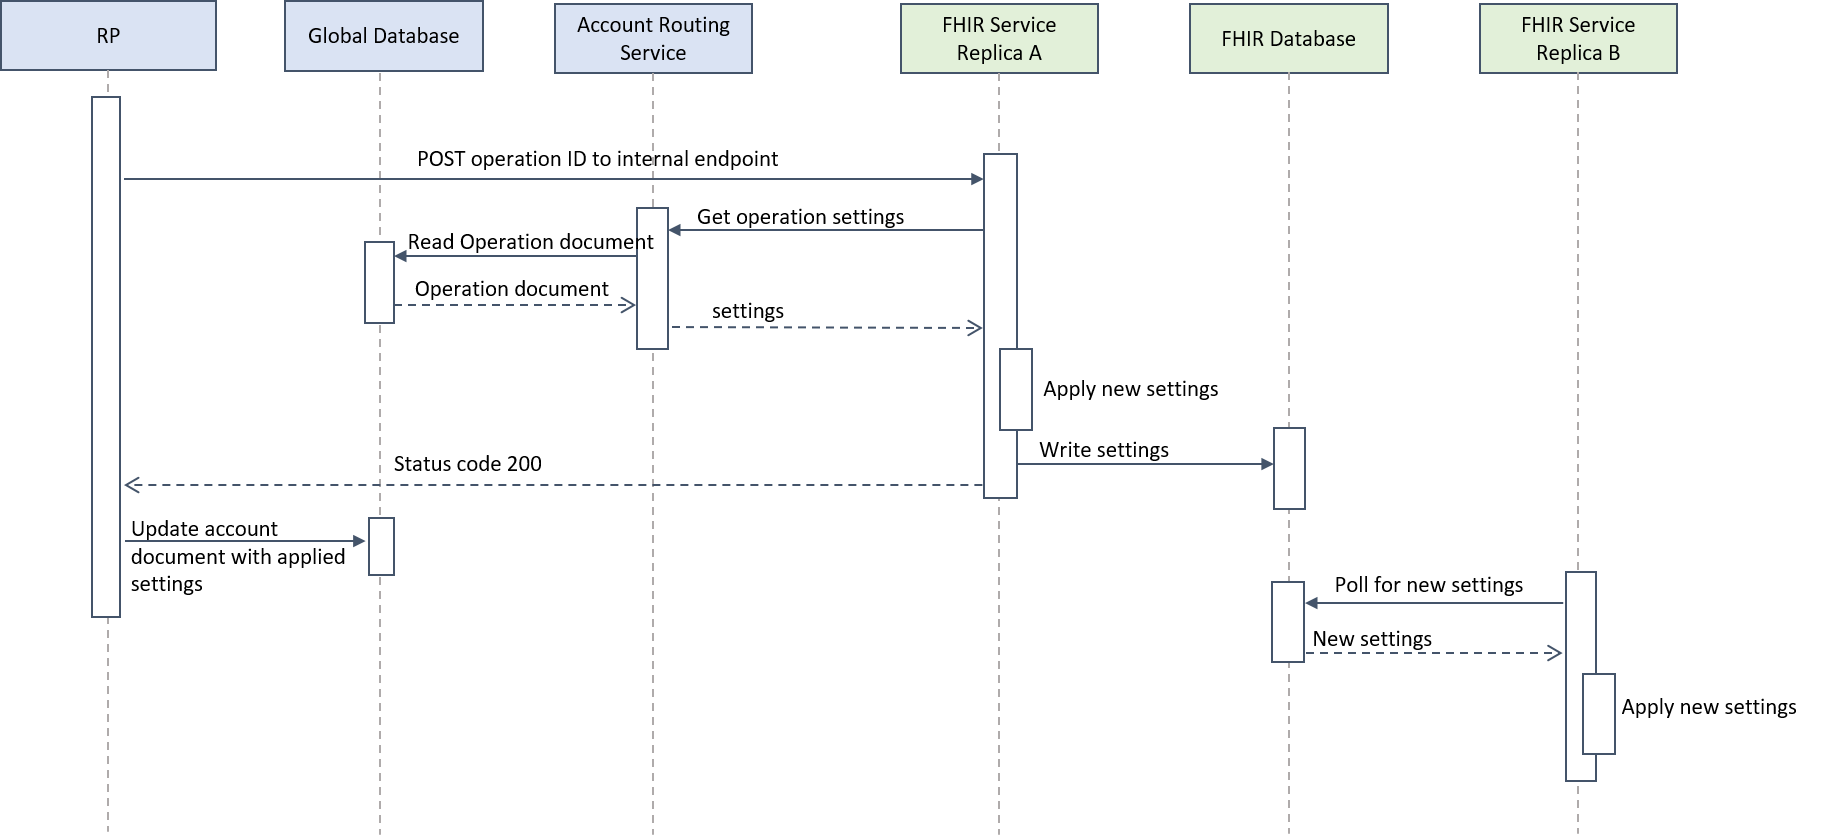 RP
Global Database
Account Routing
Service
FHIR Service
Replica A
FHIR Database
FHIR Service
Replica B
POST operation ID to internal endpoint
Get operation settings
Read Operation document
Operation document
settings
Apply new settings
Write settings
Status code 200
Update account
document with applied
settings
Poll for new settings
New settings
Apply new settings